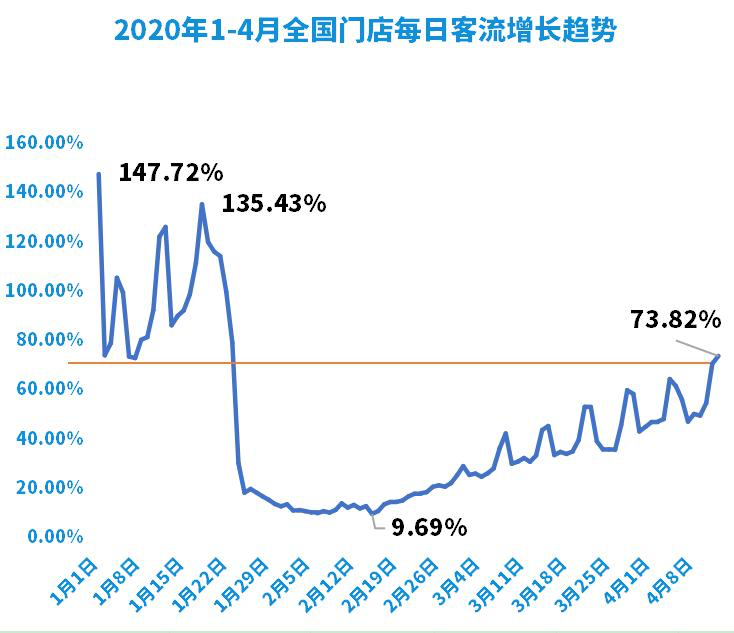 2020年1-4月全国门店每日客流增长趋势
160.00%
147.72%
140.00%
135.43%
120.00%
100.00%
73.82%
80.00%
60.00%
40.00%
20.00%
9.69%
0.00%
1月1日
1月8日
1月15日
1月22日
1月29日
2月5日
2月12日
2月19日
2月26日
3月4日
3月11日
3月18日
3月25日
4月1日
4月8日